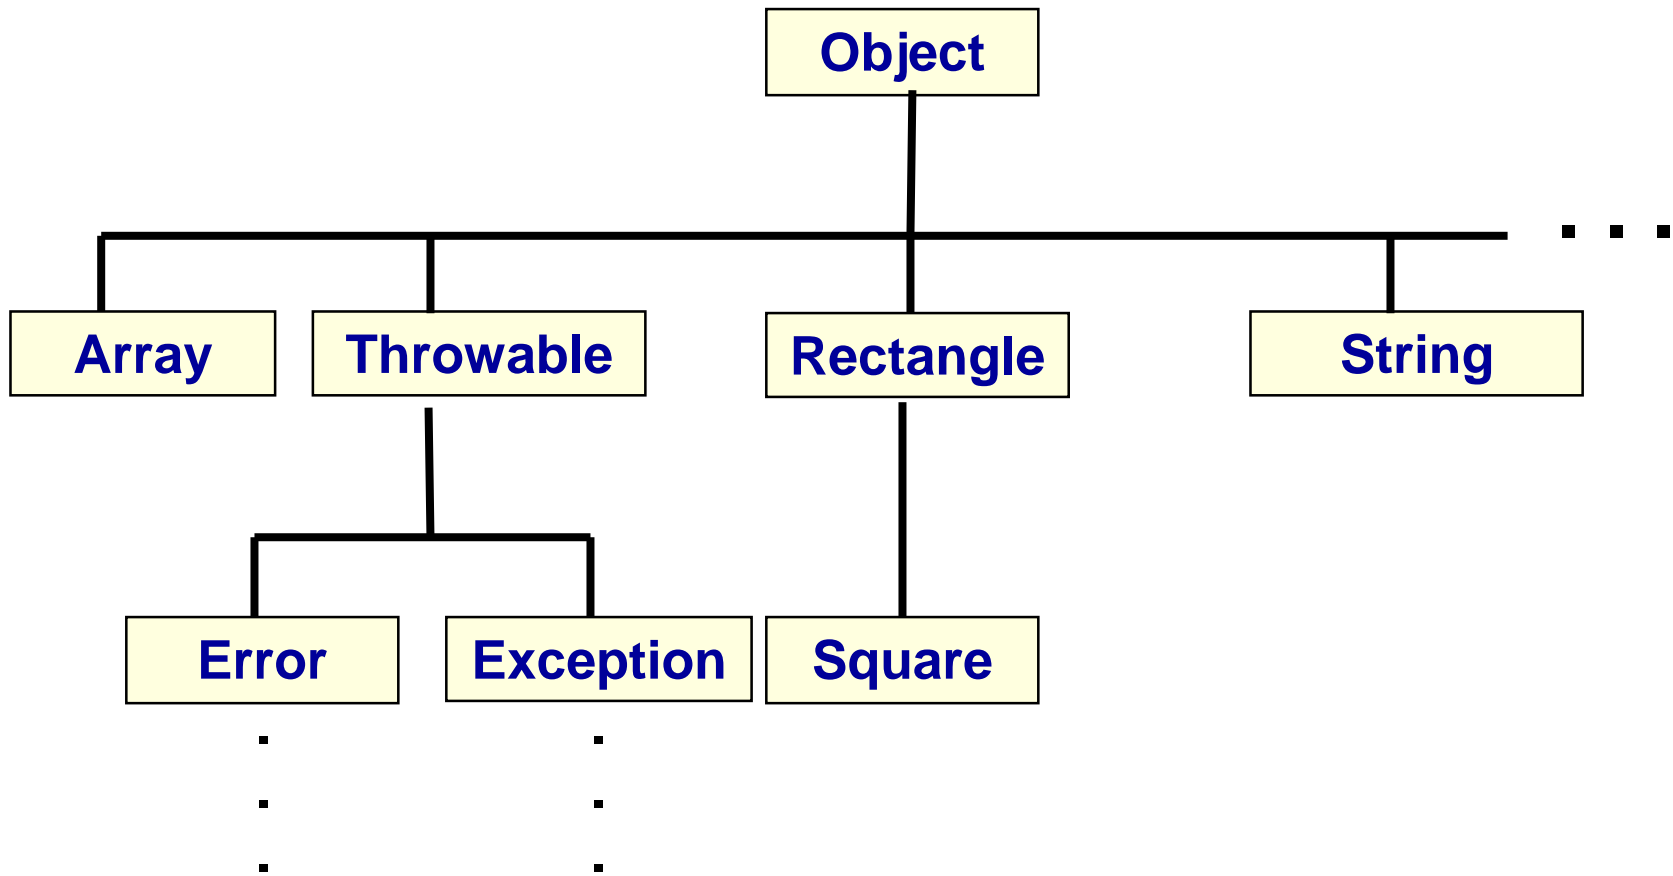 Object
Array
Throwable
Rectangle
String
Error
Exception
Square